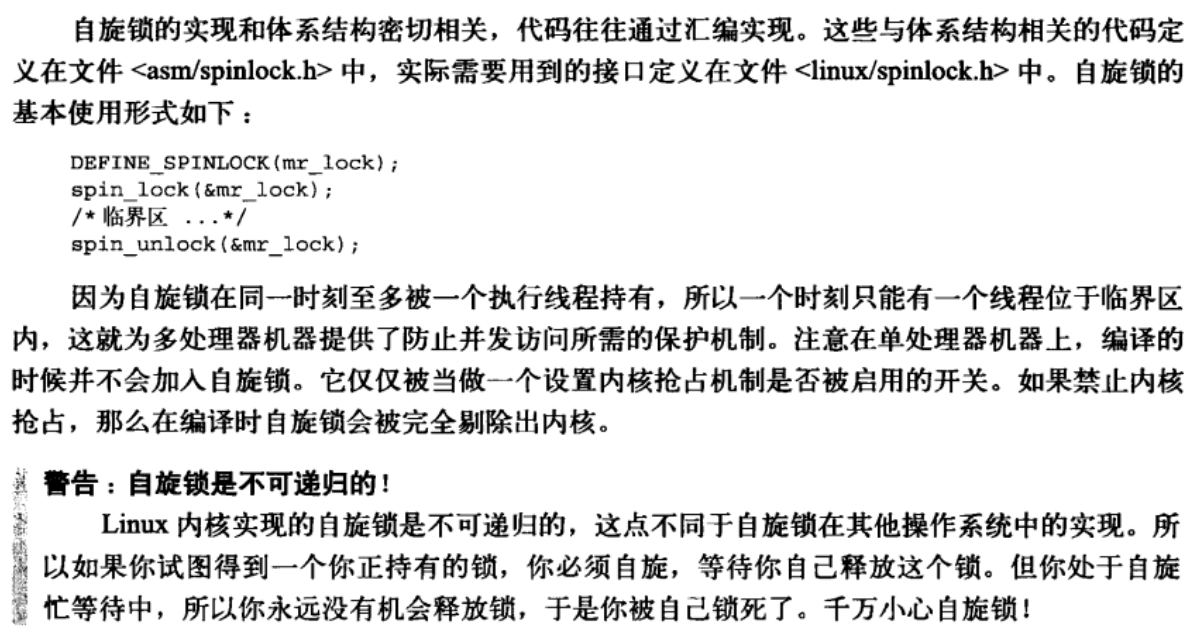 自旋锁的实现和体系结构密切相关，代码往往通过汇编实现。这些与体系结构相关的代码定
义在文件 <asm/spinlock.h> 中，实际需要用到的接口定义在文件 <linux/spinlock.h> 中。自旋锁的
基本使用形式如下：
DEFINE_SPINLOCK(mr_lock);
spin_lock(&mr_lock);
/* 临界区 ...*/
spin_unlock(&mr_lock);
因为自旋锁在同一时刻至多被一个执行线程持有，所以一个时刻只能有一个线程位于临界区
内，这就为多处理器机器提供了防止并发访问所需的保护机制。注意在单处理器机器上，编译的
时候并不会加入自旋锁。它仅仅被当做一个设置内核抢占机制是否被启用的开关。如果禁止内核
抢占，那么在编译时自旋锁会被完全剔除出内核。
警告：自旋锁是不可递归的！
Linux 内核实现的自旋锁是不可递归的，这点不同于自旋锁在其他操作系统中的实现。所
以如果你试图得到一个你正持有的锁，你必须自旋，等待你自己释放这个锁。但你处于自旋
忙等待中，所以你永远没有机会释放锁，于是你被自己锁死了。千万小心自旋锁！